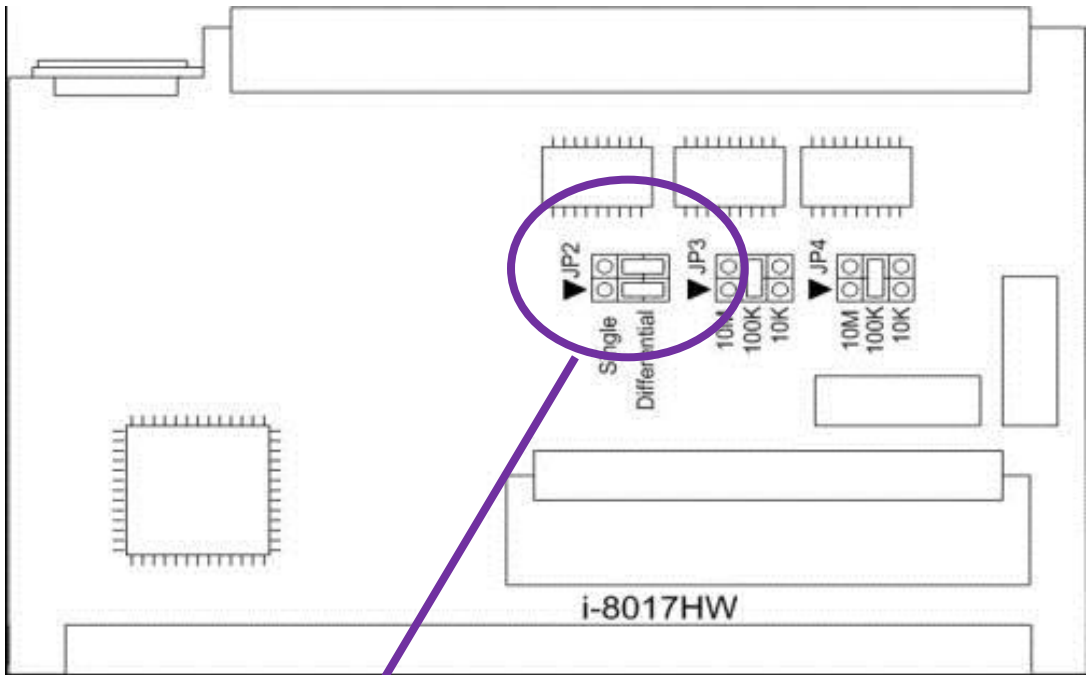 JP2
Single
Differential
JP3
10M
100K
10K
JP4
10M
100K
10K
i-8017HW